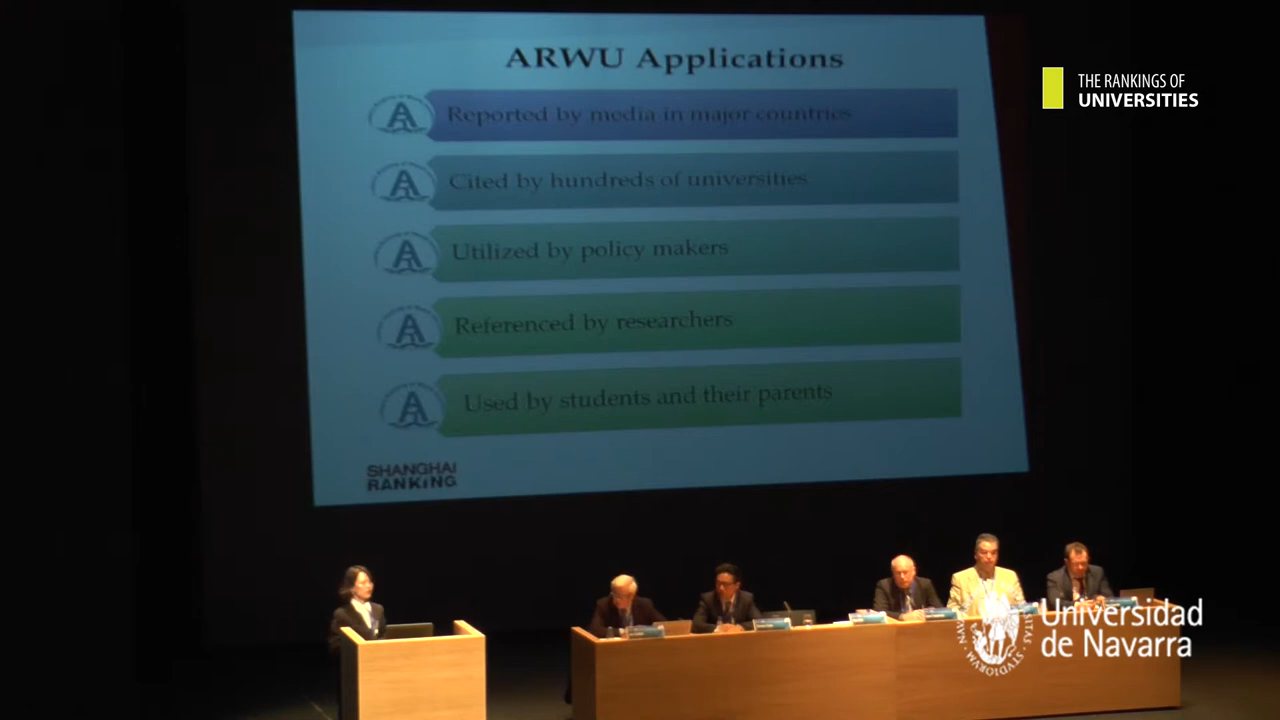 ARWU Applications
Reported by media in major countries
Cited by hundreds of universities
Utilized by policy makers
Referenced by researchers
Used by students and their parents
SHANGHAI
RANKING
THE RANKINGS OF
UNIVERSITIES
Universidad
de Navarra